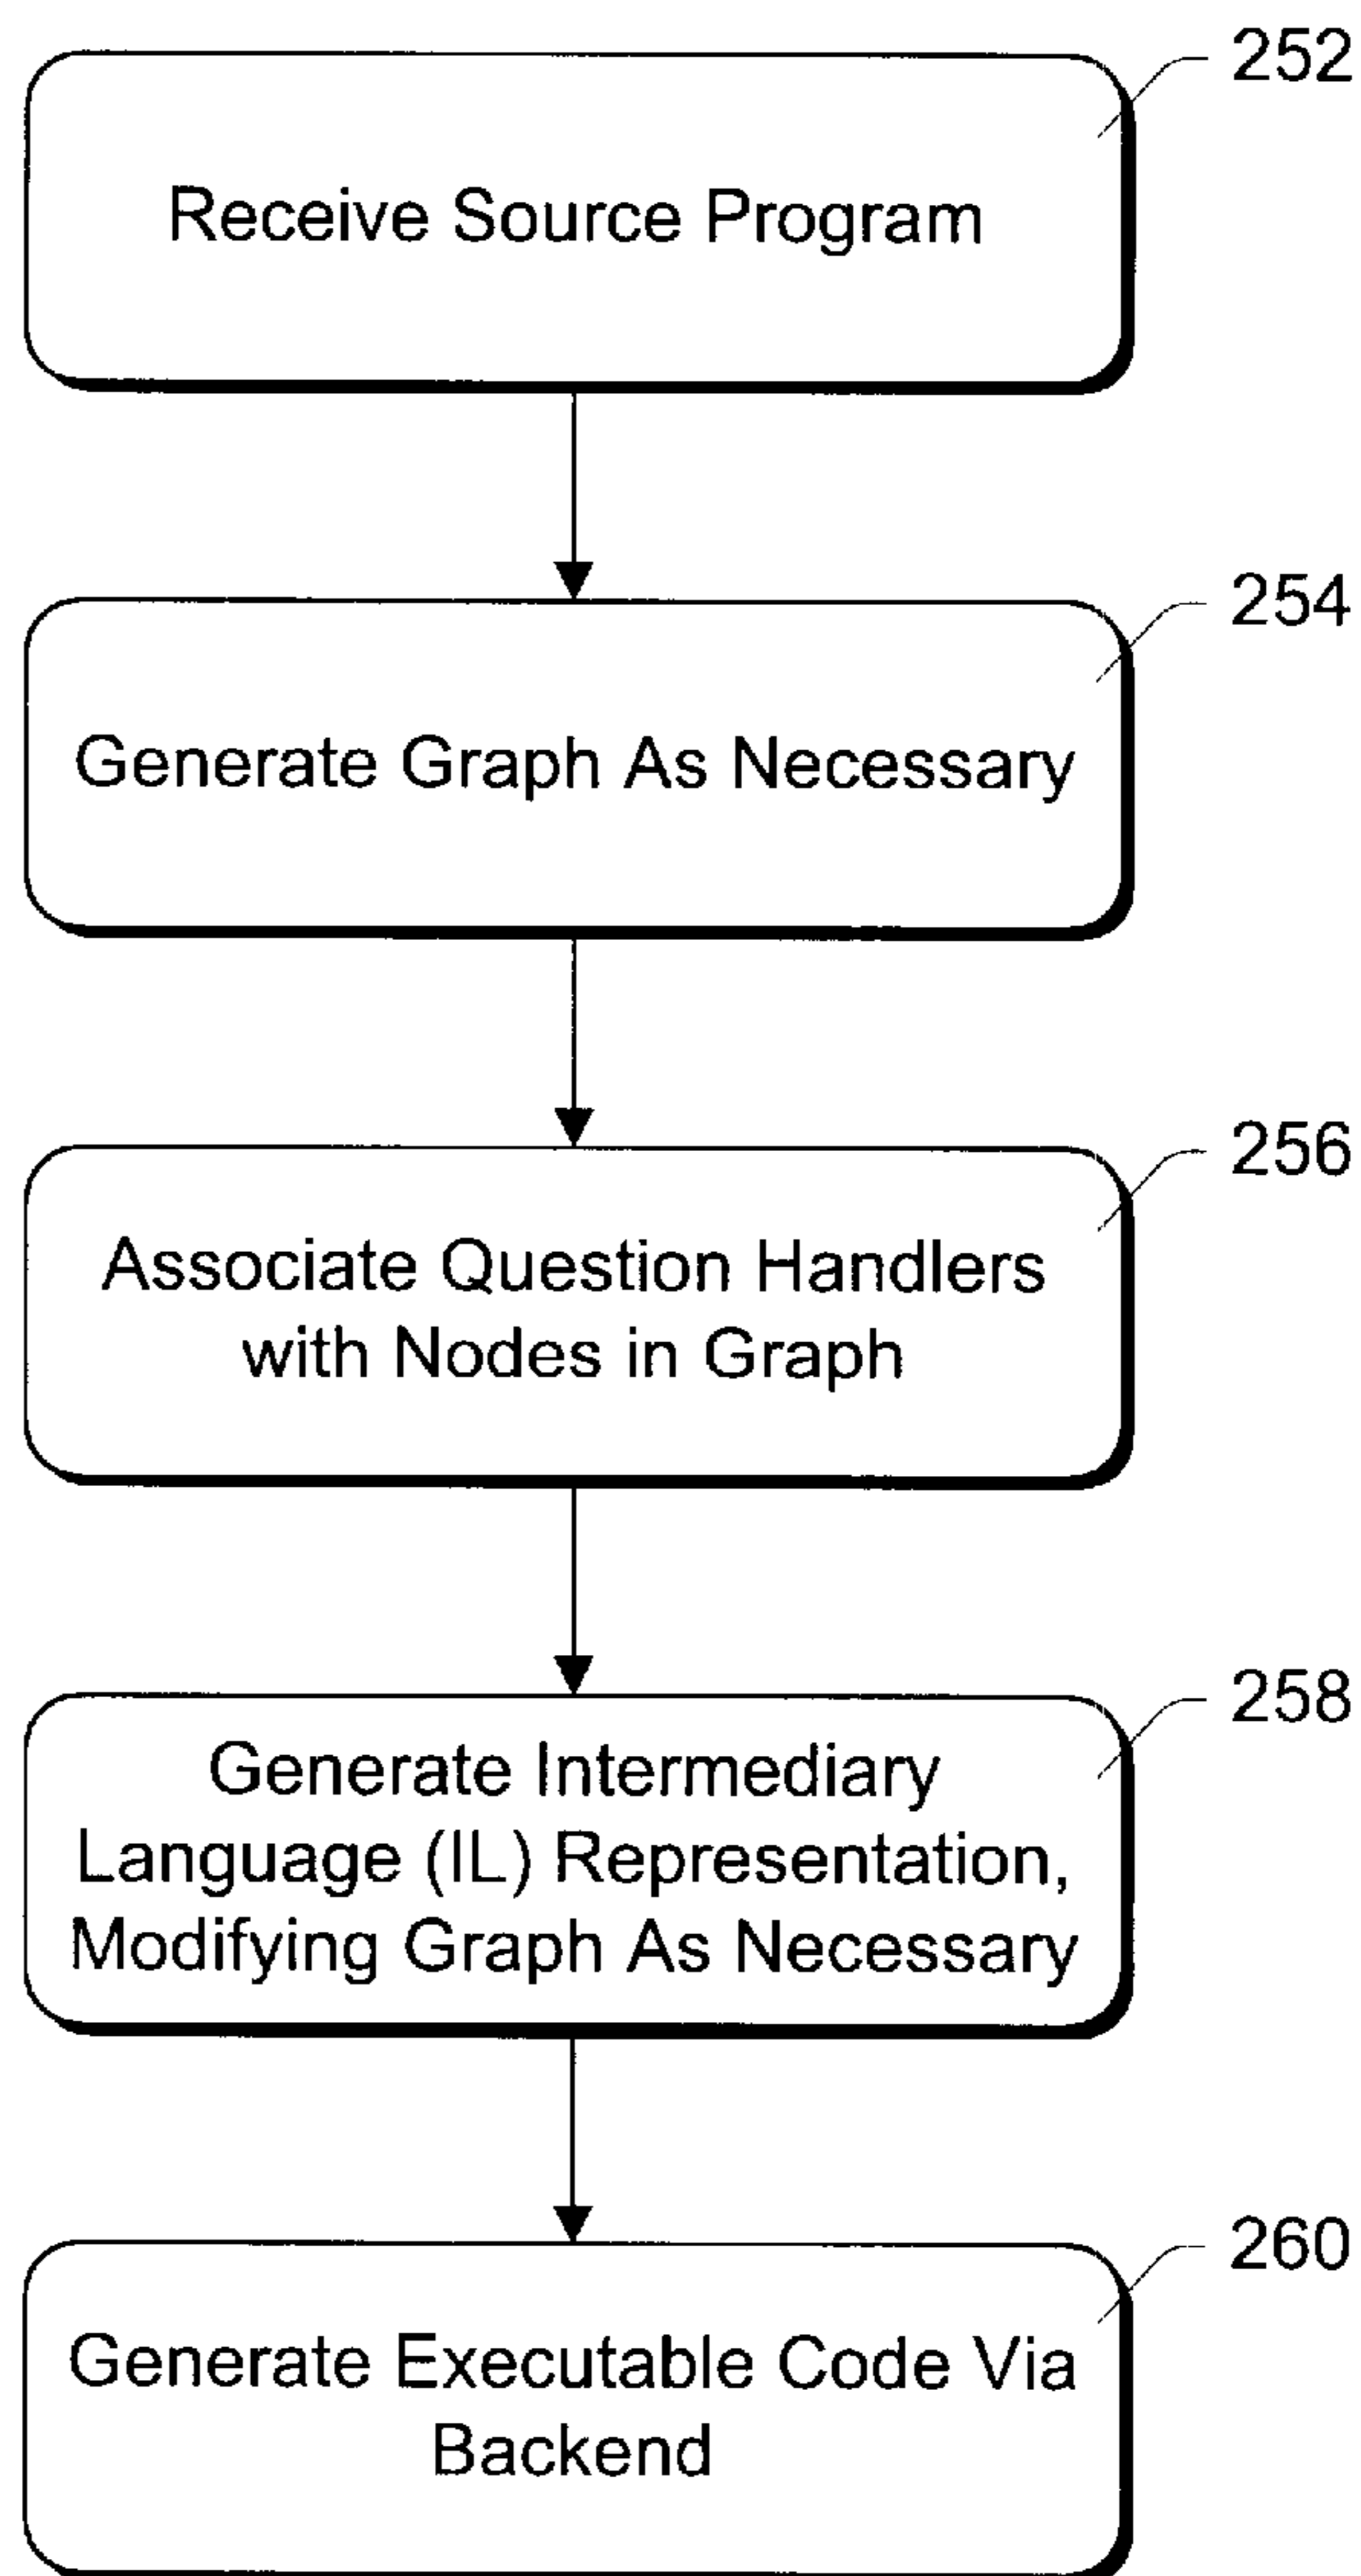 252
Receive Source Program
254
Generate Graph As Necessary
256
Associate Question Handlers
with Nodes in Graph
258
Generate Intermediary
Language (IL) Representation,
Modifying Graph As Necessary
260
Generate Executable Code Via
Backend